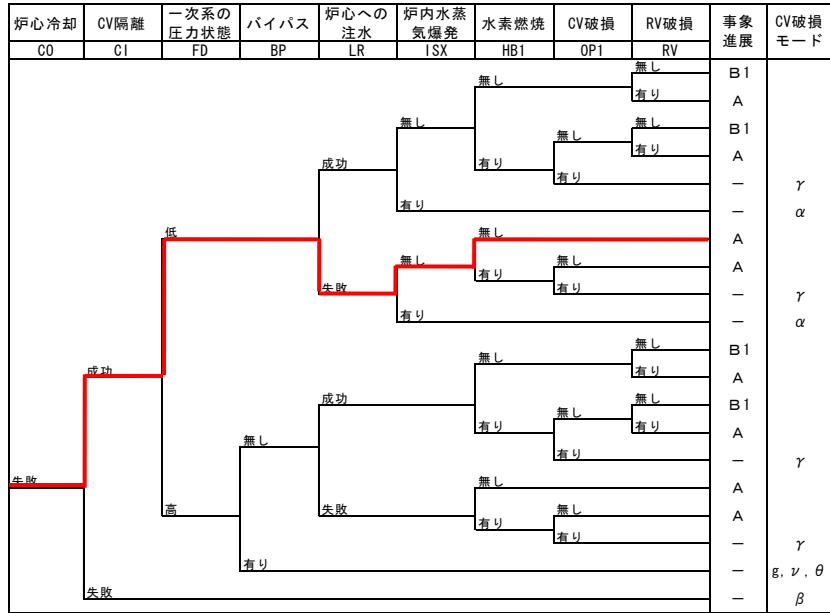 炉心冷却 CV隔離 一次系の圧力状態 バイパス 炉心への注水 炉内水蒸気爆発 水素燃焼 CV破損 RV破損 事象進展 CV破損モード
CO CI FD BP LR ISX HB1 OP1 RV
無し B1
無し
有り A
無し
無し B1
無し
有り A
成功 有り
有り － γ
有り － α
低 無し A
無し
無し A
有り
失敗 有り － γ
有り － α
無し B1
成功 無し
有り A
成功
無し B1
無し
有り 有り A
無し
有り － γ
失敗 無し A
高 失敗 無し A
有り
有り － γ
有り － g, ν, θ
失敗 － β